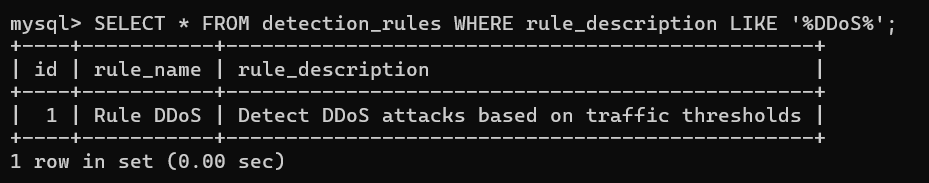 mysql> SELECT * FROM detection_rules WHERE rule_description LIKE '%DDoS%';
+----+-----------+------------------------------------------------+
| id | rule_name | rule_description                               |
+----+-----------+------------------------------------------------+
|  1 | Rule DDoS | Detect DDoS attacks based on traffic thresholds |
+----+-----------+------------------------------------------------+
1 row in set (0.00 sec)